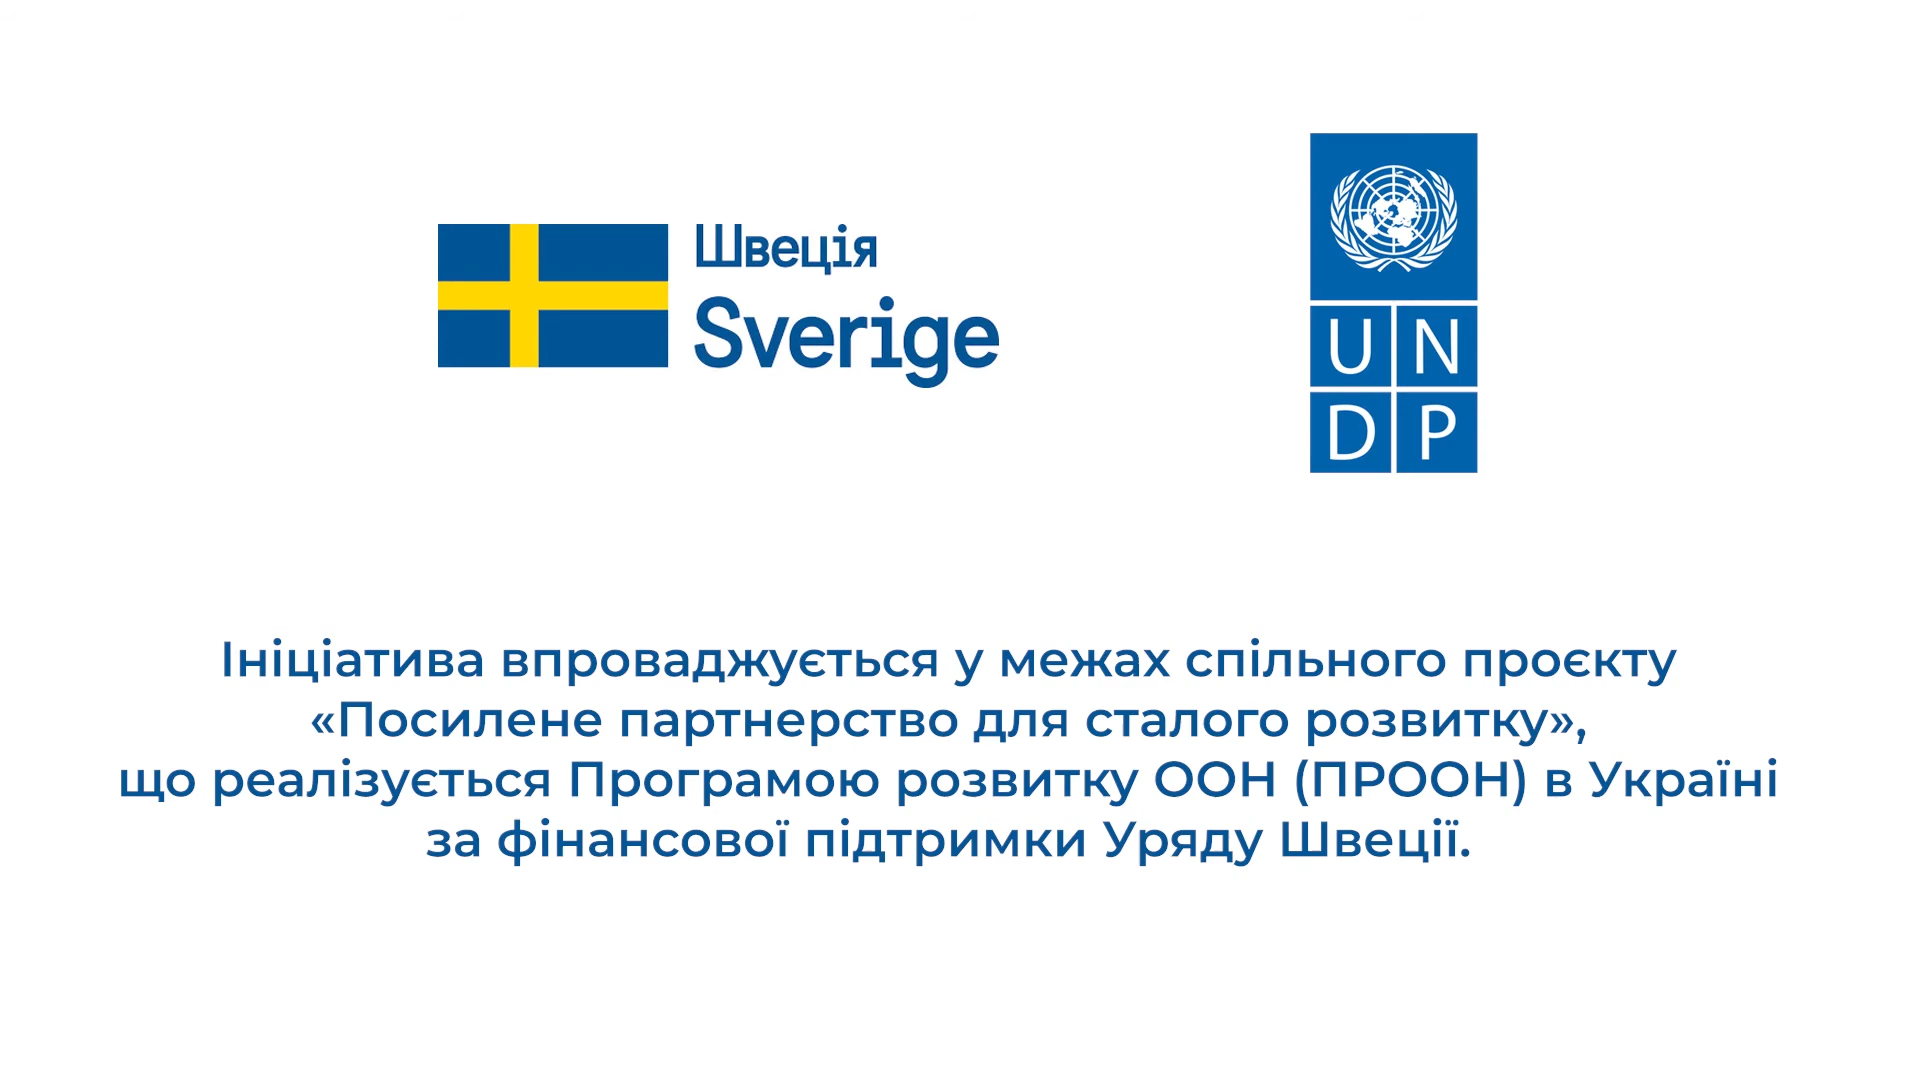 Швеція
Sverige
U N
D P
Ініціатива впроваджується у межах спільного проєкту
«Посилене партнерство для сталого розвитку»,
що реалізується Програмою розвитку ООН (ПРООН) в Україні
за фінансової підтримки Уряду Швеції.